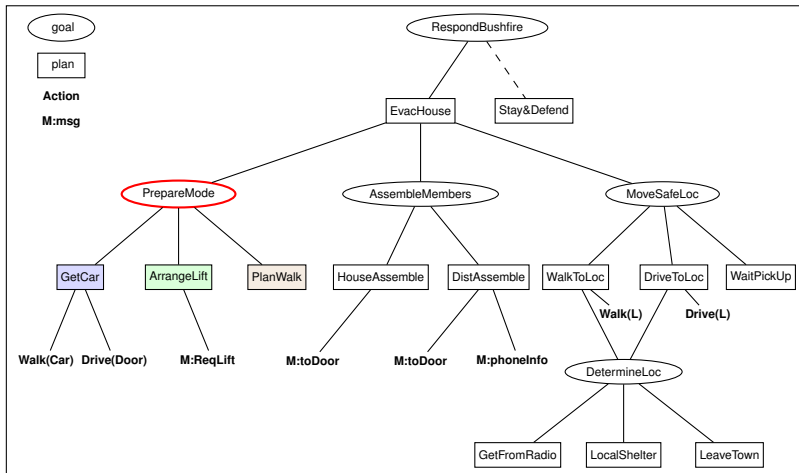 goal
RespondBushfire
plan
Action
M:msg
EvacHouse
Stay&Defend
PrepareMode
AssembleMembers
MoveSafeLoc
GetCar
ArrangeLift
PlanWalk
HouseAssemble
DistAssemble
WalkToLoc
DriveToLoc
WaitPickUp
Walk(L)
Drive(L)
Walk(Car)
Drive(Door)
M:ReqLift
M:toDoor
M:toDoor
M:phoneInfo
DetermineLoc
GetFromRadio
LocalShelter
LeaveTown